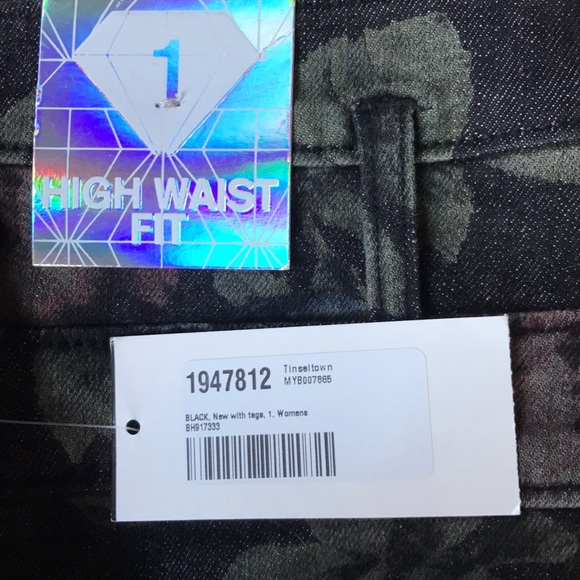 1
HIGH WAIST
FIT
1947812
Tinseltown
MYB007865
BLACK, New with tags, 1, Womens
BH917333